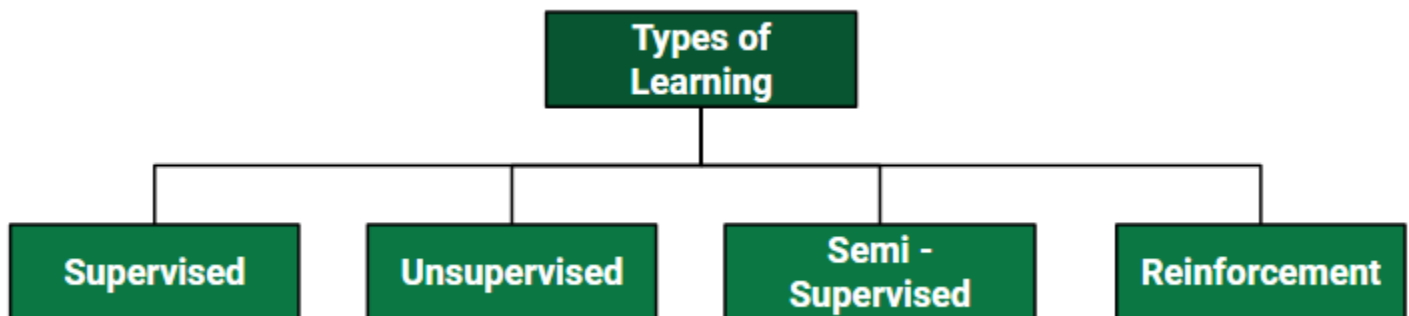 Types of
Learning
Supervised
Unsupervised
Semi -
Supervised
Reinforcement